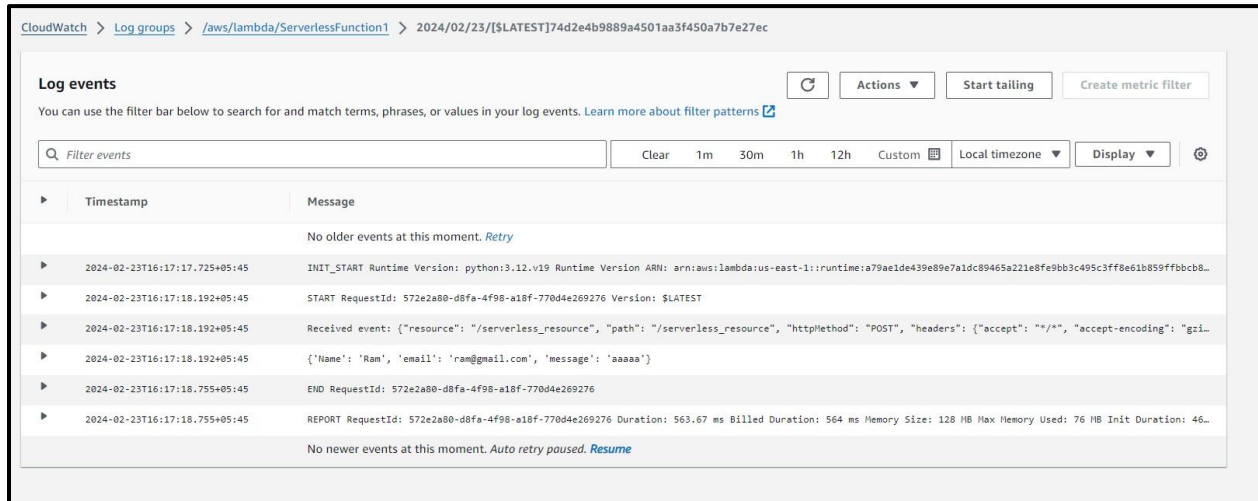 CloudWatch > Log groups > /aws/lambda/ServerlessFunction1 > 2024/02/23/[$LATEST]74d2e4b9889a4501aa3f450a7b7e27ec
Log events
Actions Start tailing Create metric filter
You can use the filter bar below to search for and match terms, phrases, or values in your log events. Learn more about filter patterns
Filter events Clear 1m 30m 1h 12h Custom Local timezone Display
Timestamp Message
No older events at this moment. Retry
2024-02-23T16:17:17.725+05:45 INIT_START Runtime Version: python:3.12.v19 Runtime Version ARN: arn:aws:lambda:us-east-1::runtime:a79ae1de439e89e7a1dc89465a221e8fe9bb3c495c3ff8e61b859ffbbcb8…
2024-02-23T16:17:18.192+05:45 START RequestId: 572e2a80-d8fa-4f98-a18f-770d4e269276 Version: $LATEST
2024-02-23T16:17:18.192+05:45 Received event: {"resource": "/serverless_resource", "path": "/serverless_resource", "httpMethod": "POST", "headers": {"accept": "*/*", "accept-encoding": "gzi…
2024-02-23T16:17:18.192+05:45 {'Name': 'Ram', 'email': 'ram@gmail.com', 'message': 'aaaaa'}
2024-02-23T16:17:18.755+05:45 END RequestId: 572e2a80-d8fa-4f98-a18f-770d4e269276
2024-02-23T16:17:18.755+05:45 REPORT RequestId: 572e2a80-d8fa-4f98-a18f-770d4e269276 Duration: 563.67 ms Billed Duration: 564 ms Memory Size: 128 MB Max Memory Used: 76 MB Init Duration: 46…
No newer events at this moment. Auto retry paused. Resume